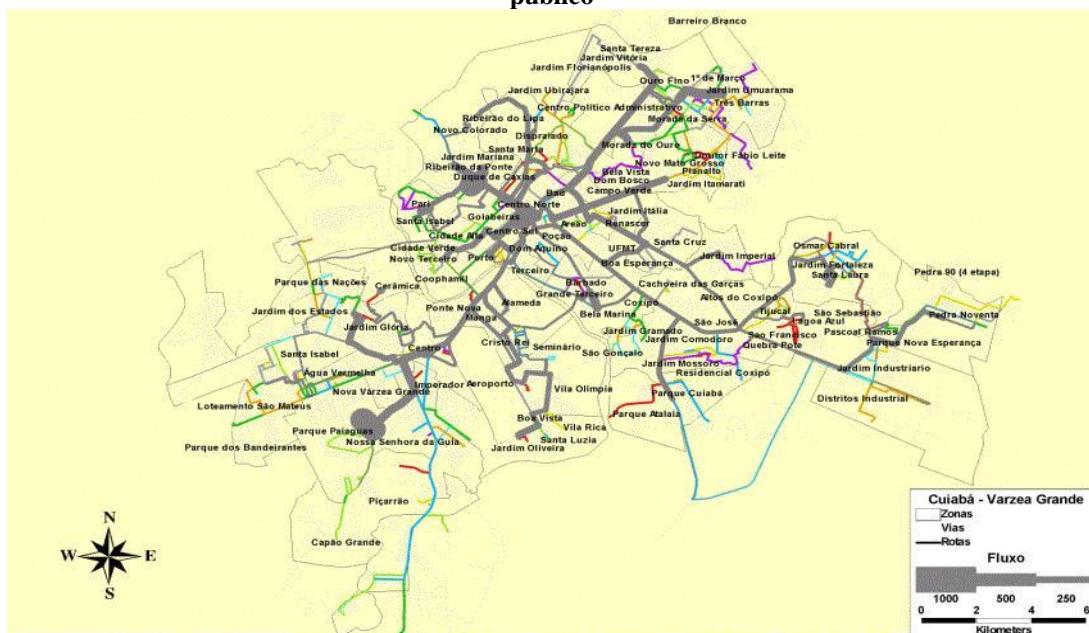 público
Barreiro Branco
Santa Tereza
Jardim Vitória
Jardim Florianópolis
Ouro Fino
1º de Março
Jardim Ubirajara
Jardim Umuarama
Centro Político Administrativo
Três Barras
Ribeirão do Lipa
Morada da Serra
Novo Colorado
Despraiado
Santa Marta
Morada do Ouro
Jardim Mariana
Doutor Fábio Leite
Ribeirão da Ponte
Novo Mato Grosso
Bela Vista
Planalto
Duque de Caxias
Dom Bosco
Jardim Itamarati
Baú
Campo Verde
Pari
Centro Norte
Santa Isabel
Goiabeiras
Jardim Itália
Areão
Renascer
Cidade Alta
Centro Sul
Poção
Santa Cruz
Cidade Verde
Dom Aquino
UFMT
Osmar Cabral
Novo Terceiro
Porto
Boa Esperança
Jardim Imperial
Jardim Fortaleza
Coophamil
Terceiro
Santa Laura
Pedra 90 (4 etapa)
Parque das Nações
Cerâmica
Barbado
Cachoeira das Garças
Grande Terceiro
Altos do Coxipó
Jardim dos Estados
Ponte Nova
Alameda
Coxipó
Tijucal
São Sebastião
Pedra Noventa
Manga
Bela Marina
São José
Lagoa Azul
Jardim Glória
Jardim Gramado
São Francisco
Pascoal Ramos
Cristo Rei
Jardim Comodoro
Quebra Pote
Parque Nova Esperança
Centro
Seminário
São Gonçalo
Santa Isabel
Jardim Mossoró
Jardim Industriario
Água Vermelha
Residencial Coxipó
Imperador
Aeroporto
Nova Várzea Grande
Vila Olimpia
Parque Cuiabá
Distritos Industrial
Loteamento São Mateus
Parque Atalaia
Boa Vista
Parque Paiaguas
Vila Rica
Nossa Senhora da Guia
Santa Luzia
Parque dos Bandeirantes
Jardim Oliveira
Piçarrão
Capão Grande
N
W E
S
Cuiabá - Varzea Grande
Zonas
Vias
Rotas
Fluxo
1000 500 250
0 2 4 6
Kilometers